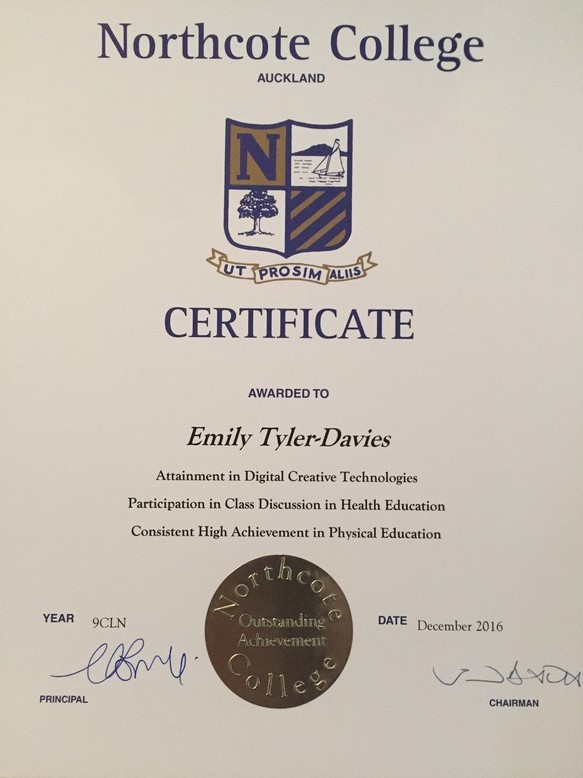 Northcote College
AUCKLAND
N
UT PROSIM ALIIS
CERTIFICATE
AWARDED TO
Emily Tyler-Davies
Attainment in Digital Creative Technologies
Participation in Class Discussion in Health Education
Consistent High Achievement in Physical Education
Northcote
Outstanding
Achievement
College
YEAR 9CLN
DATE December 2016
PRINCIPAL
CHAIRMAN